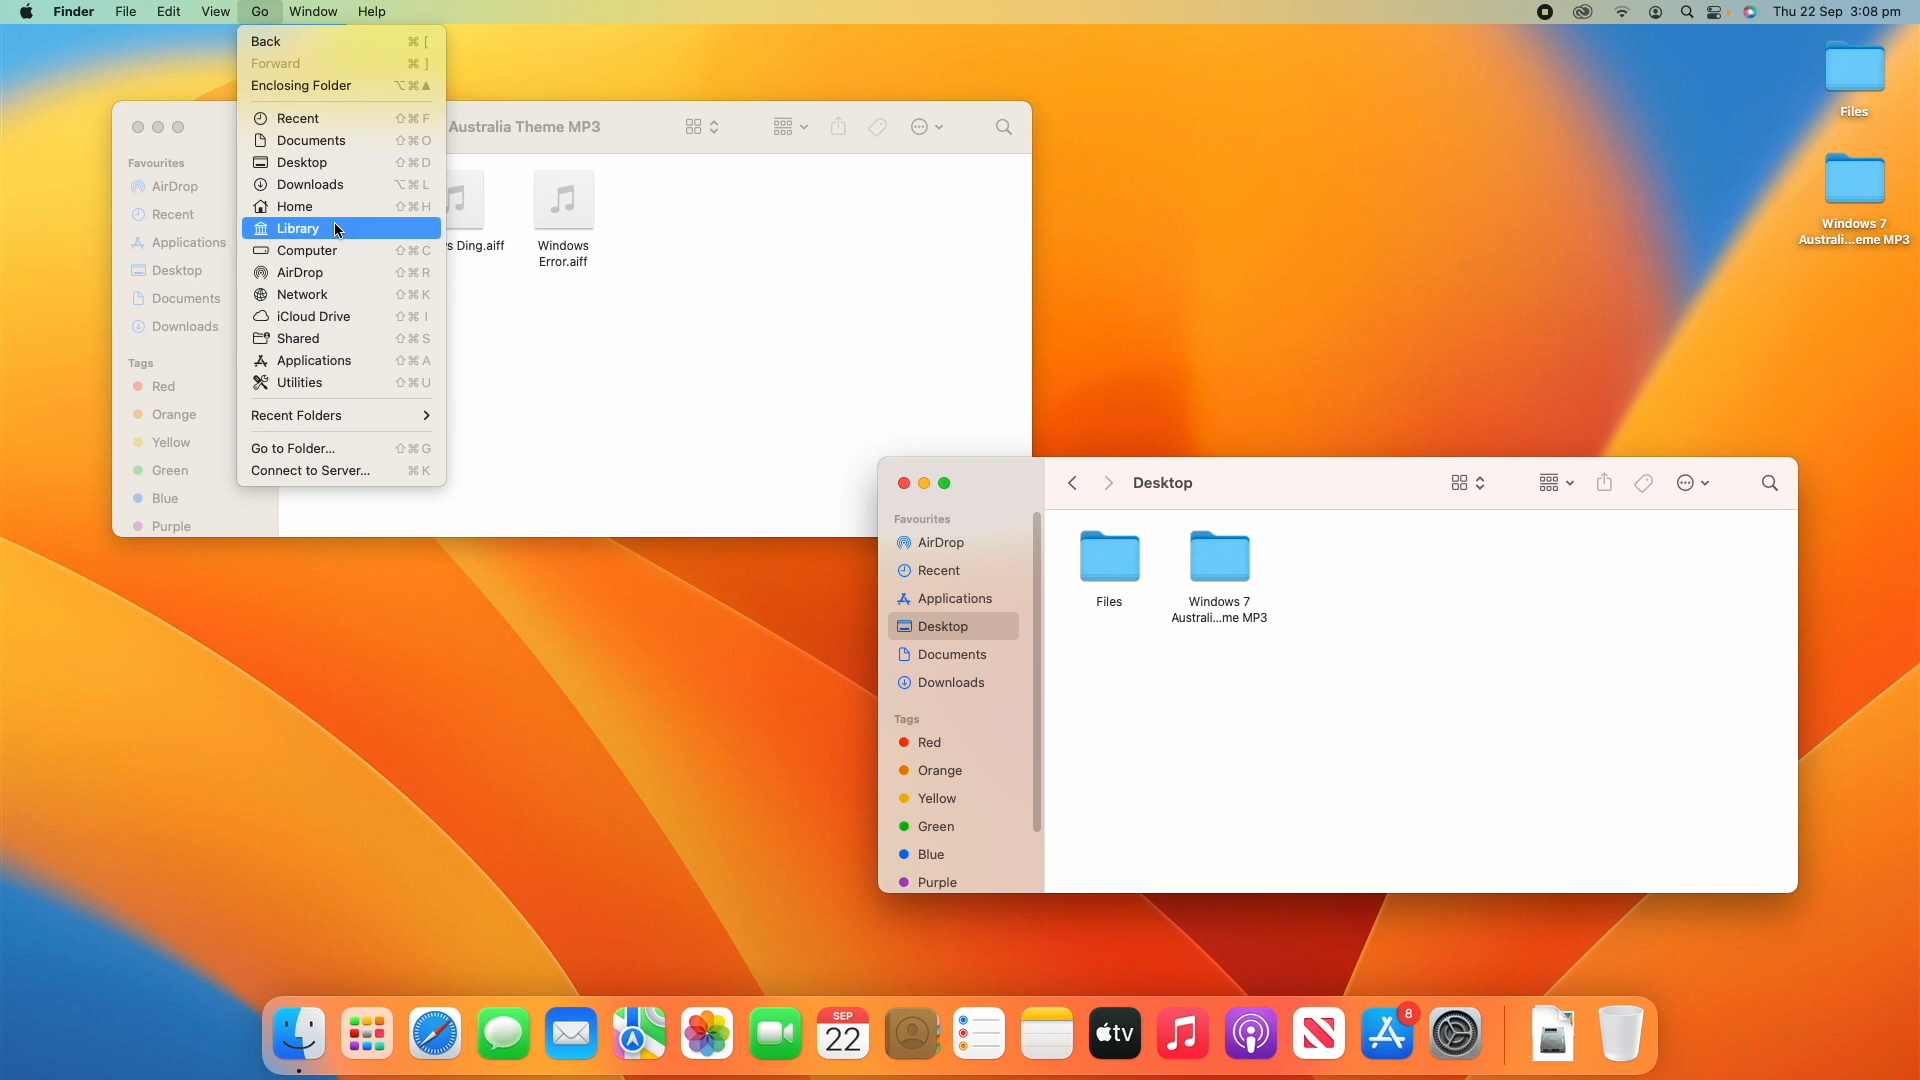 Finder File Edit View Go Window Help
Thu 22 Sep 3:08 pm
Back ⌘ [
Forward ⌘ ]
Enclosing Folder ⌥⌘▲
Recent ⇧⌘F
Documents ⇧⌘O
Desktop ⇧⌘D
Downloads ⌥⌘L
Home ⇧⌘H
Library
Computer ⇧⌘C
AirDrop ⇧⌘R
Network ⇧⌘K
iCloud Drive ⇧⌘I
Shared ⇧⌘S
Applications ⇧⌘A
Utilities ⇧⌘U
Recent Folders
Go to Folder... ⇧⌘G
Connect to Server... ⌘K
Australia Theme MP3
Favourites
AirDrop
Recent
Applications
Desktop
Documents
Downloads
Tags
Red
Orange
Yellow
Green
Blue
Purple
s Ding.aiff
Windows
Error.aiff
Files
Windows 7
Australi...eme MP3
Desktop
Favourites
AirDrop
Recent
Applications
Desktop
Documents
Downloads
Tags
Red
Orange
Yellow
Green
Blue
Purple
Files
Windows 7
Australi...me MP3
SEP
22
tv
8